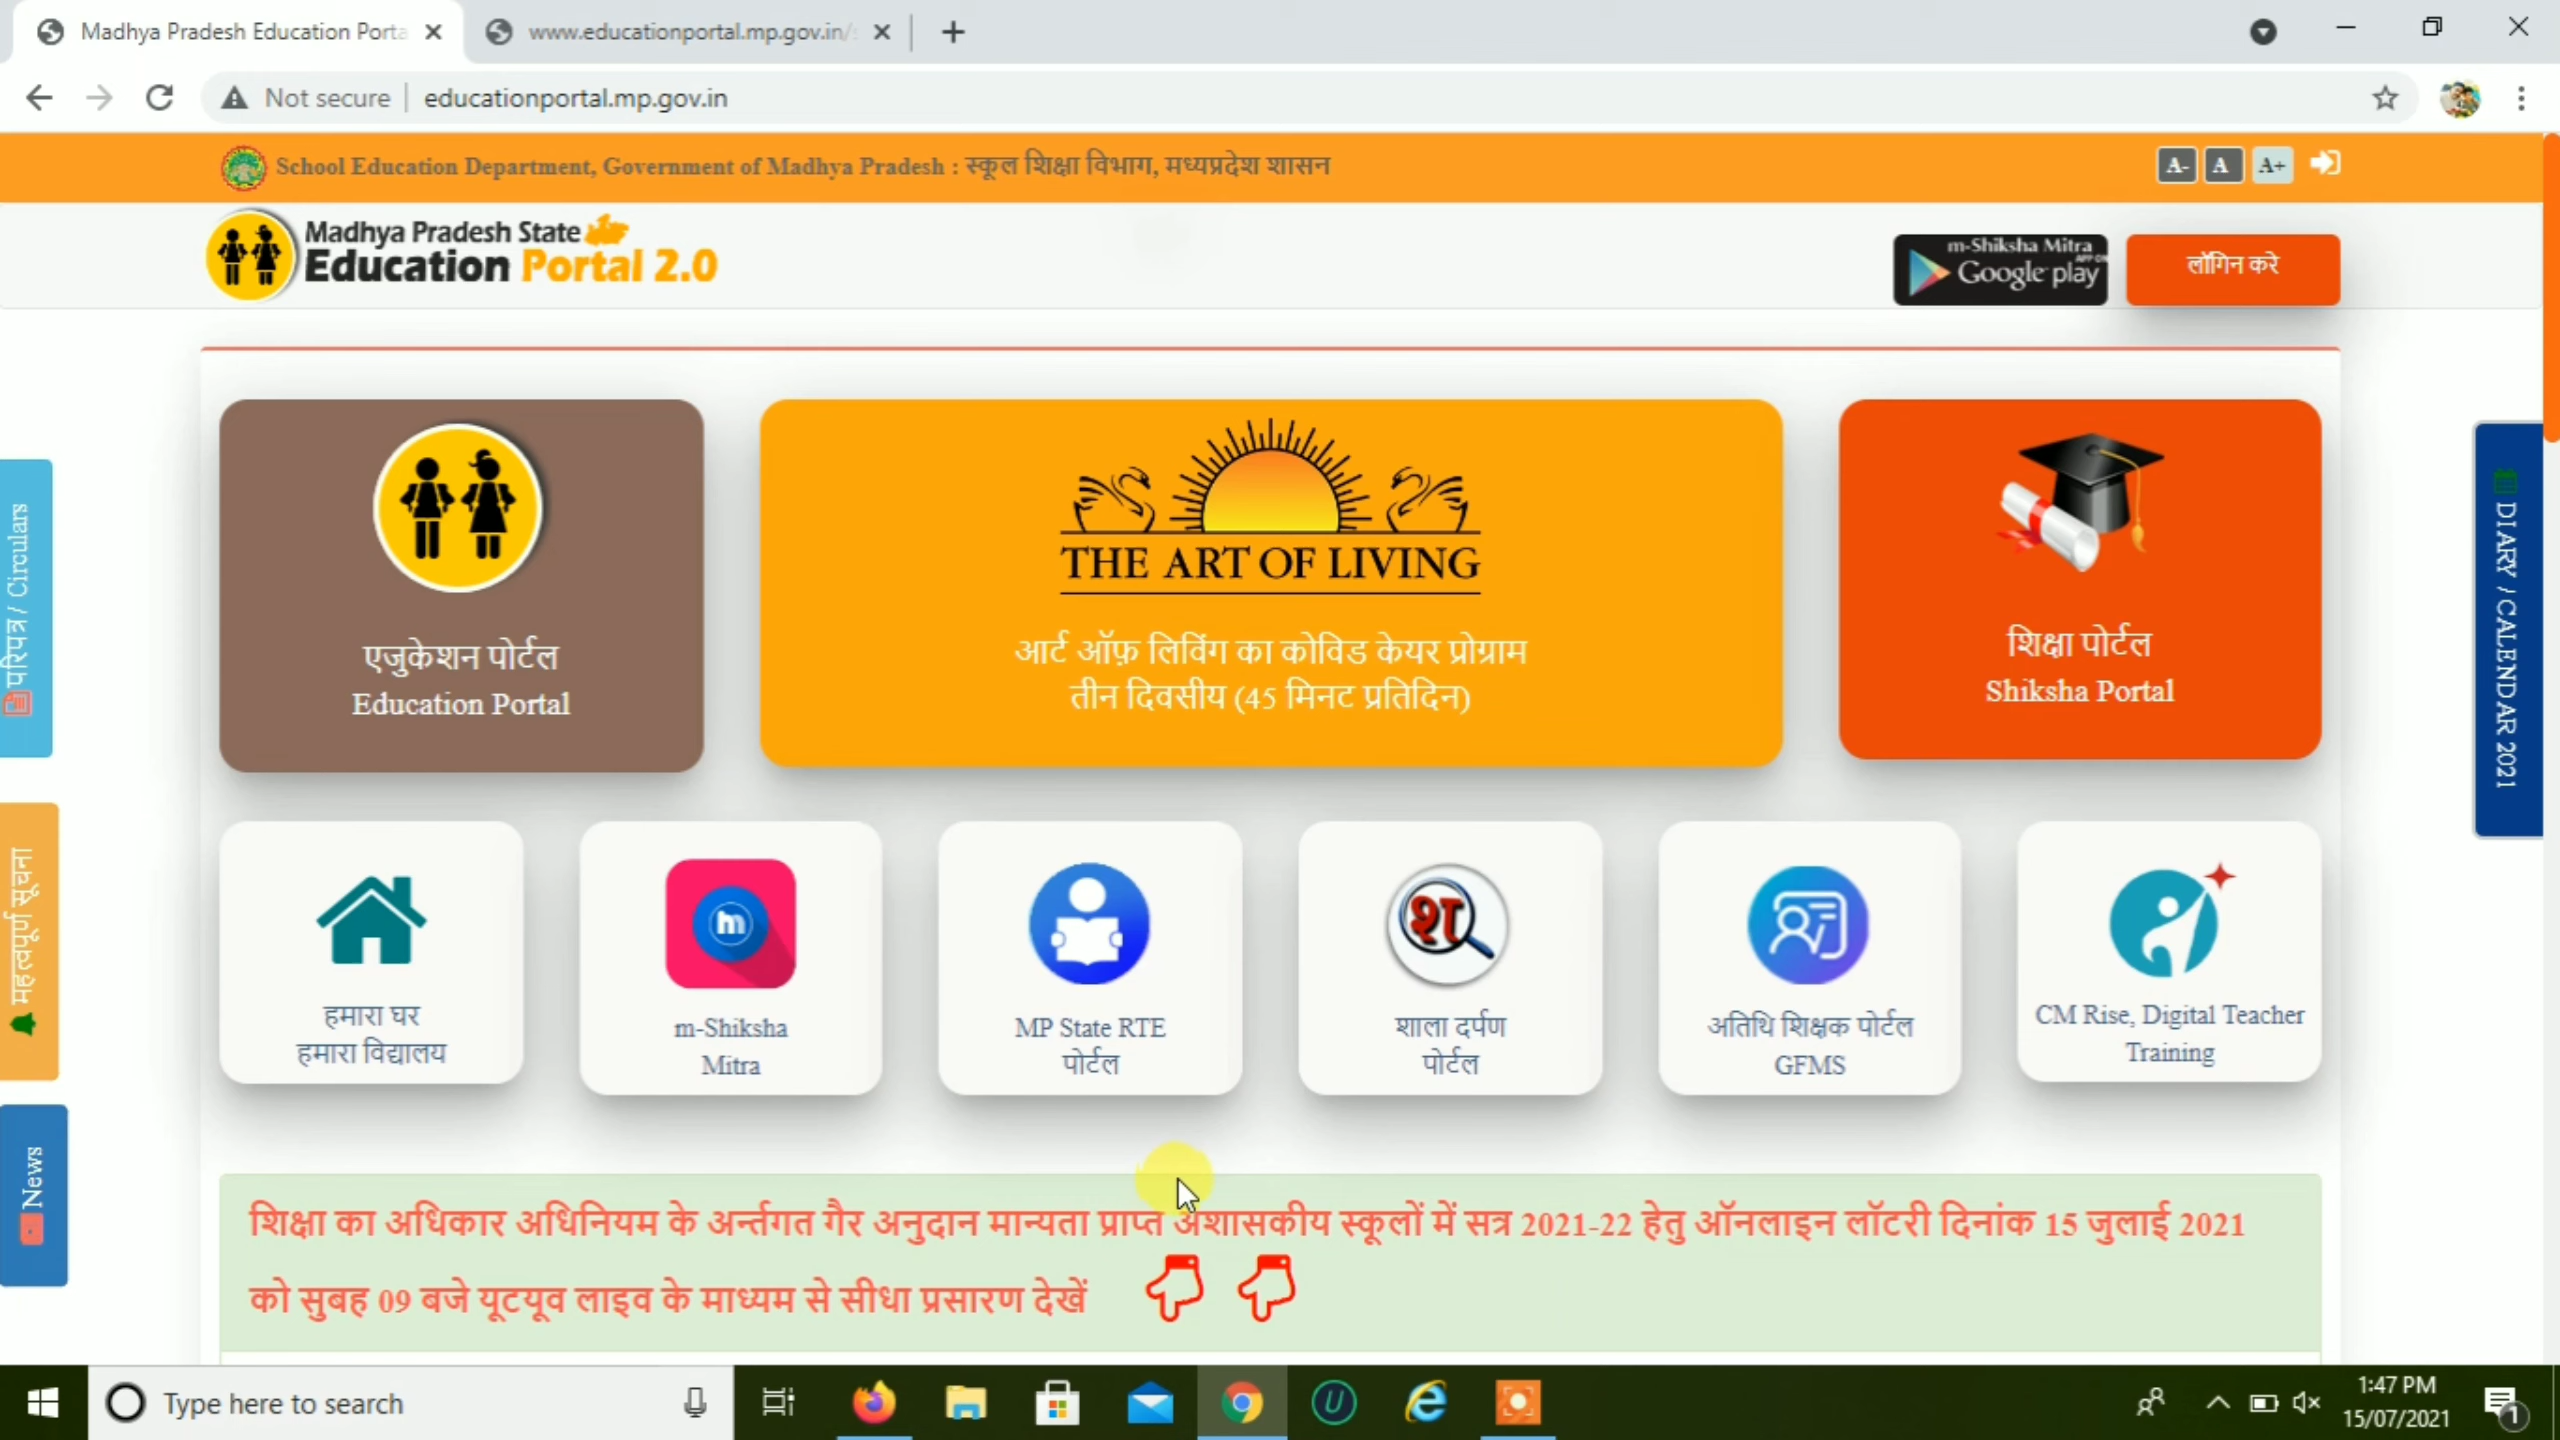 Madhya Pradesh Education Porta
www.educationportal.mp.gov.in/
Not secure
educationportal.mp.gov.in
School Education Department, Government of Madhya Pradesh : स्कूल शिक्षा विभाग, मध्यप्रदेश शासन
A- A A+
Madhya Pradesh State
Education Portal 2.0
m-Shiksha Mitra
APP ON
Google play
लॉगिन करे
परिपत्र / Circulars
महत्वपूर्ण सूचना
News
एजुकेशन पोर्टल
Education Portal
THE ART OF LIVING
आर्ट ऑफ़ लिविंग का कोविड केयर प्रोग्राम
तीन दिवसीय (45 मिनट प्रतिदिन)
शिक्षा पोर्टल
Shiksha Portal
DIARY / CALENDAR 2021
हमारा घर
हमारा विद्यालय
m
m-Shiksha
Mitra
MP State RTE
पोर्टल
शा
शाला दर्पण
पोर्टल
अतिथि शिक्षक पोर्टल
GFMS
CM Rise, Digital Teacher
Training
शिक्षा का अधिकार अधिनियम के अर्न्तगत गैर अनुदान मान्यता प्राप्त अशासकीय स्कूलों में सत्र 2021-22 हेतु ऑनलाइन लॉटरी दिनांक 15 जुलाई 2021
को सुबह 09 बजे यूटयूव लाइव के माध्यम से सीधा प्रसारण देखें
Type here to search
U
1:47 PM
15/07/2021
1